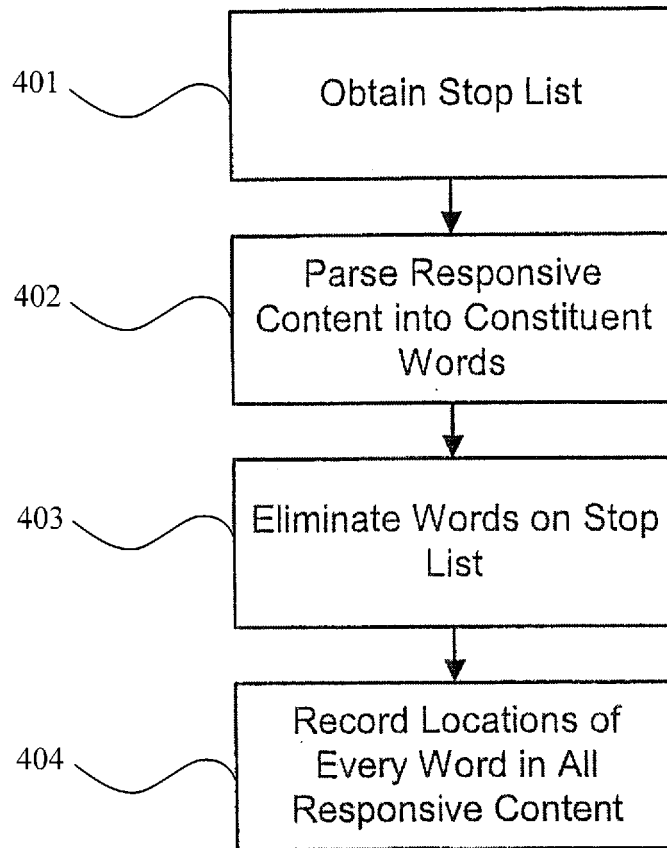 401
Obtain Stop List
402
Parse Responsive
Content into Constituent
Words
403
Eliminate Words on Stop
List
404
Record Locations of
Every Word in All
Responsive Content